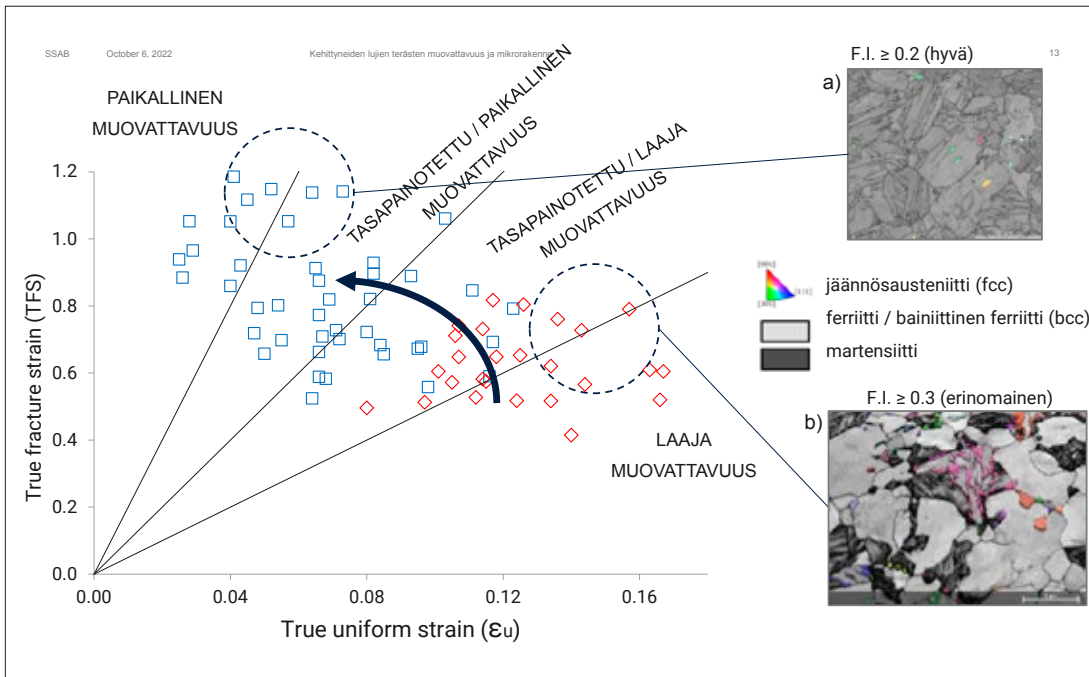 SSAB October 6, 2022 Kehittyneiden lujien terästen muovattavuus ja mikrorakenne 13
F.I. ≥ 0.2 (hyvä)
a)
PAIKALLINEN
MUOVATTAVUUS
TASAPAINOTETTU / PAIKALLINEN
MUOVATTAVUUS
TASAPAINOTETTU / LAAJA
MUOVATTAVUUS
LAAJA
MUOVATTAVUUS
True fracture strain (TFS)
1.2
1.0
0.8
0.6
0.4
0.2
0.0
0.00 0.04 0.08 0.12 0.16
True uniform strain (εu)
jäännösausteniitti (fcc)
ferriitti / bainiittinen ferriitti (bcc)
martensiitti
F.I. ≥ 0.3 (erinomainen)
b)